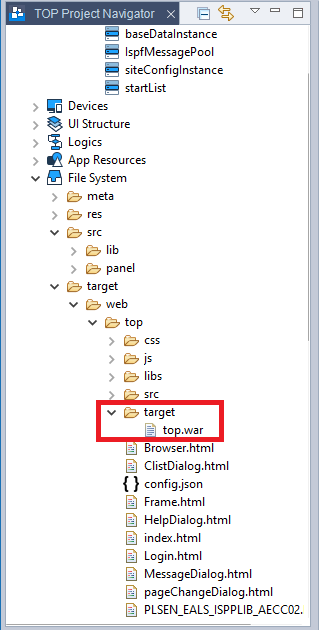 TOP Project Navigator
baseDataInstance
IspfMessagePool
siteConfigInstance
startList
Devices
UI Structure
Logics
App Resources
File System
meta
res
src
lib
panel
target
web
top
css
js
libs
src
target
top.war
Browser.html
ClistDialog.html
config.json
Frame.html
HelpDialog.html
index.html
Login.html
MessageDialog.html
pageChangeDialog.html
PLSEN_EALS_ISPPLIB_AECC02.